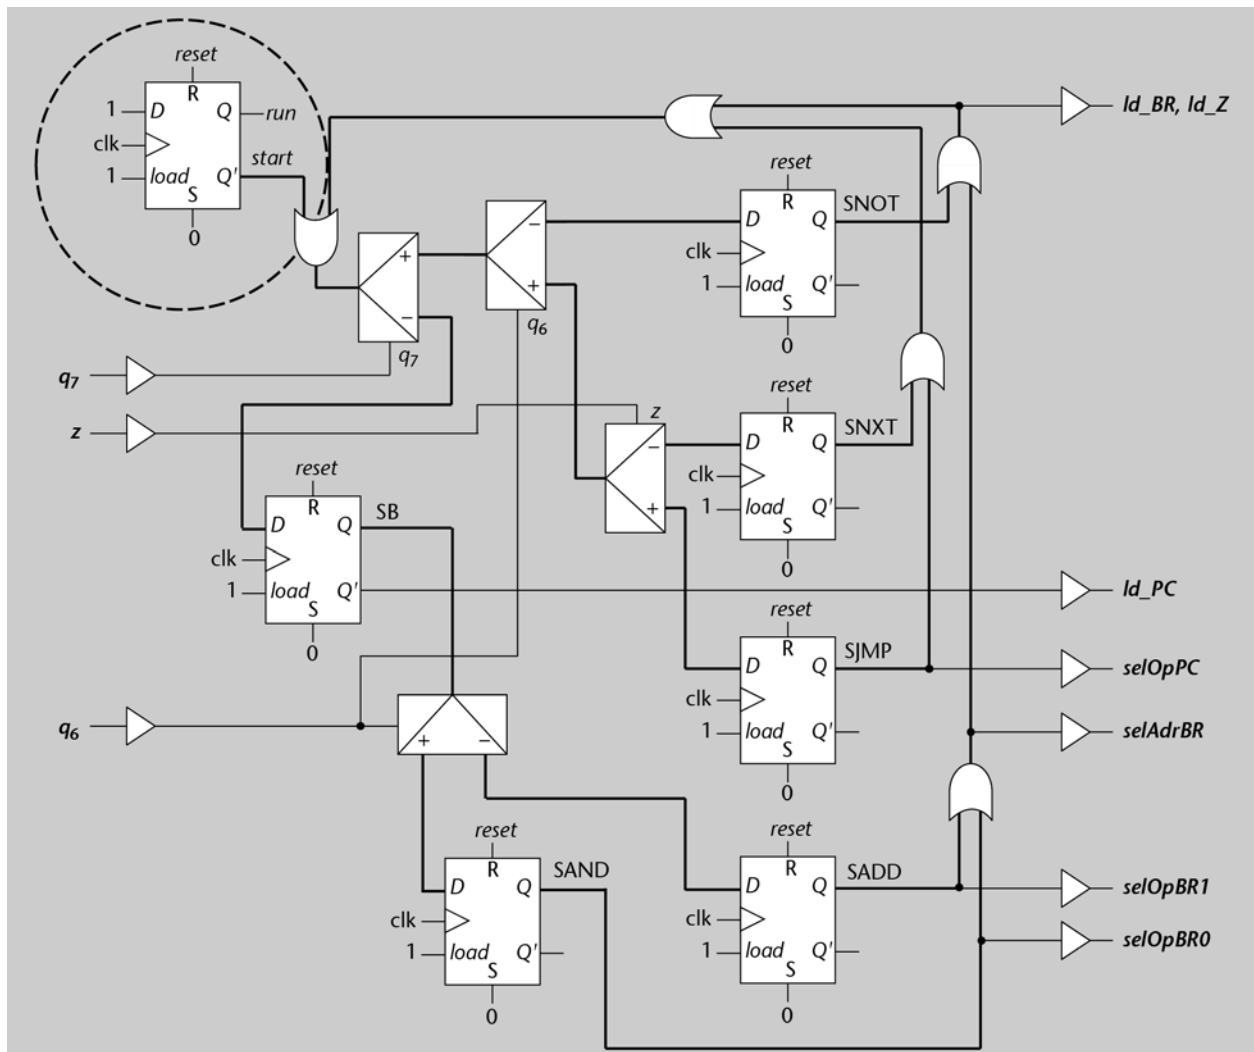 reset
R
1 D Q run
clk
1 load Q' start
S
0
ld_BR, ld_Z
reset
R
D Q SNOT
clk
1 load Q'
S
0
− +
q6
+ −
q7
q7
z
z
− +
reset
R
D Q SNXT
clk
1 load Q'
S
0
reset
R
D Q SB
clk
1 load Q'
S
0
ld_PC
reset
R
D Q SJMP
clk
1 load Q'
S
0
selOpPC
selAdrBR
q6
+ −
reset
R
D Q SAND
clk
1 load Q'
S
0
reset
R
D Q SADD
clk
1 load Q'
S
0
selOpBR1
selOpBR0